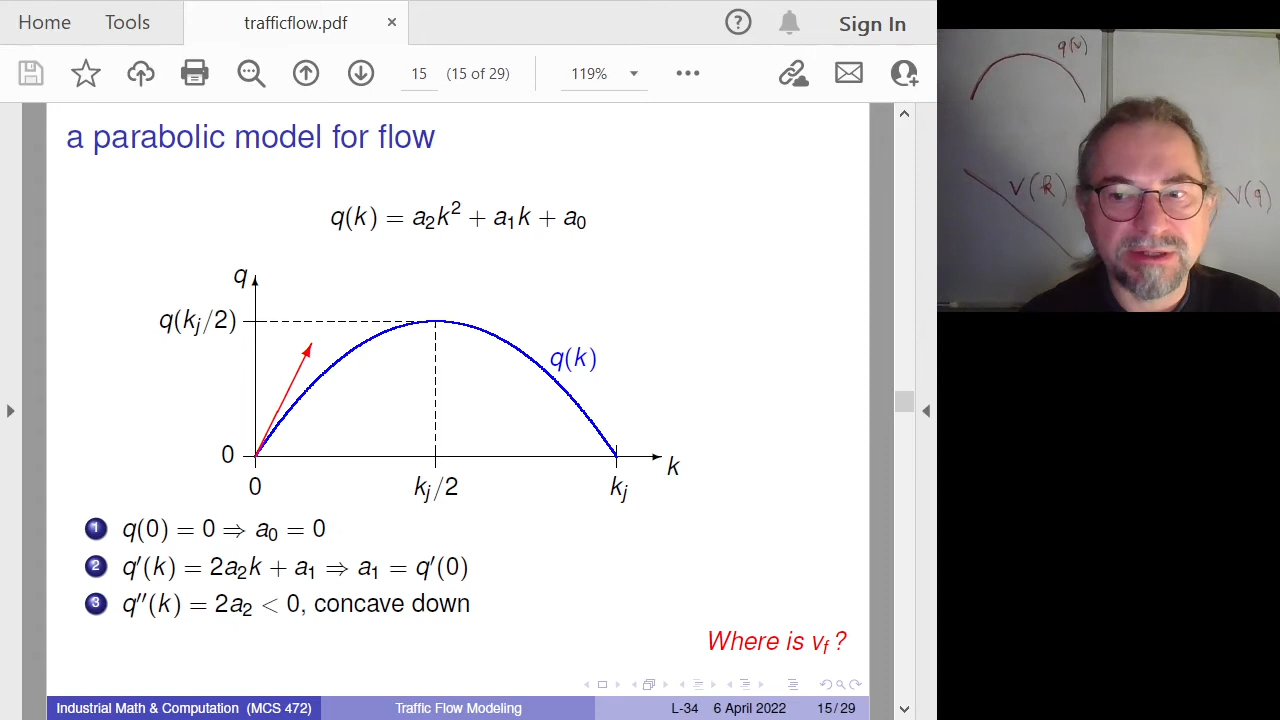 Home Tools trafficflow.pdf × ? Sign In
15 (15 of 29) 119%
a parabolic model for flow
q(k) = a₂k² + a₁k + a₀
q
q(kⱼ/2)
q(k)
0
k
0 kⱼ/2 kⱼ
1 q(0) = 0 ⇒ a₀ = 0
2 q′(k) = 2a₂k + a₁ ⇒ a₁ = q′(0)
3 q″(k) = 2a₂ < 0, concave down
Where is v_f ?
Industrial Math & Computation (MCS 472) Traffic Flow Modeling L-34 6 April 2022 15 / 29
q(v)
V(k)
V(q)